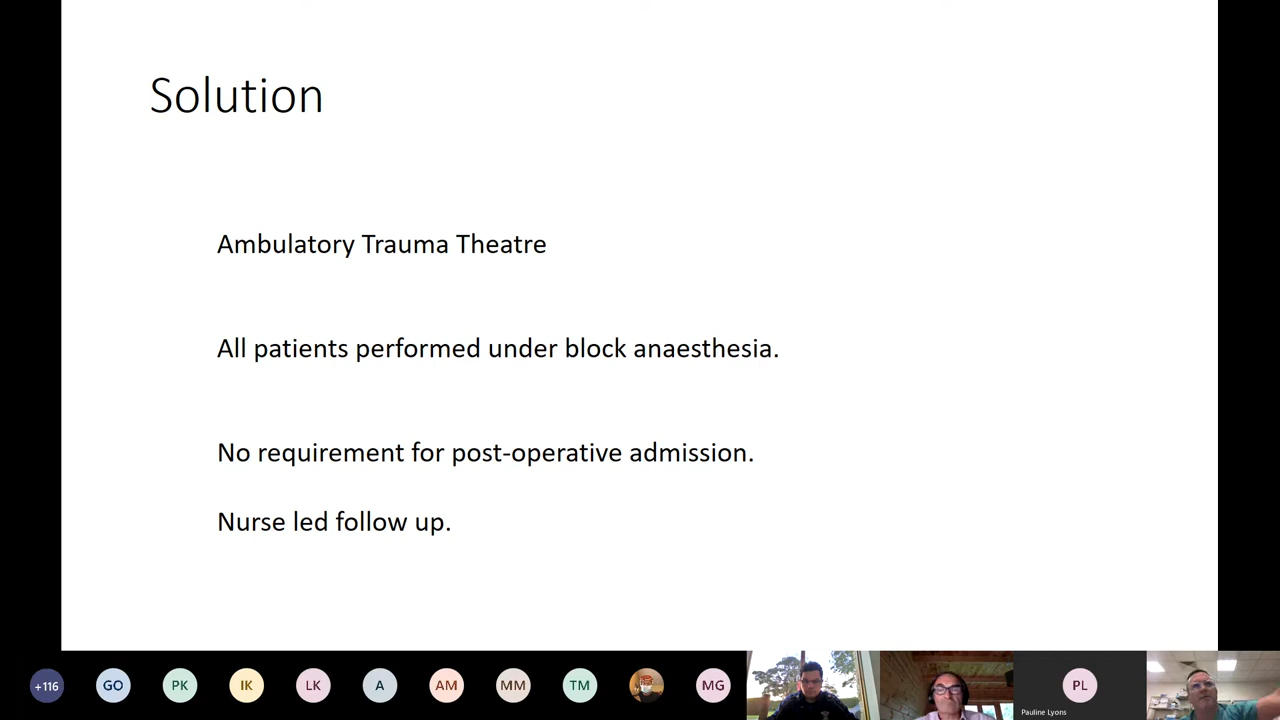 Solution
Ambulatory Trauma Theatre
All patients performed under block anaesthesia.
No requirement for post-operative admission.
Nurse led follow up.
+116 GO PK IK LK A AM MM TM MG PL
Pauline Lyons